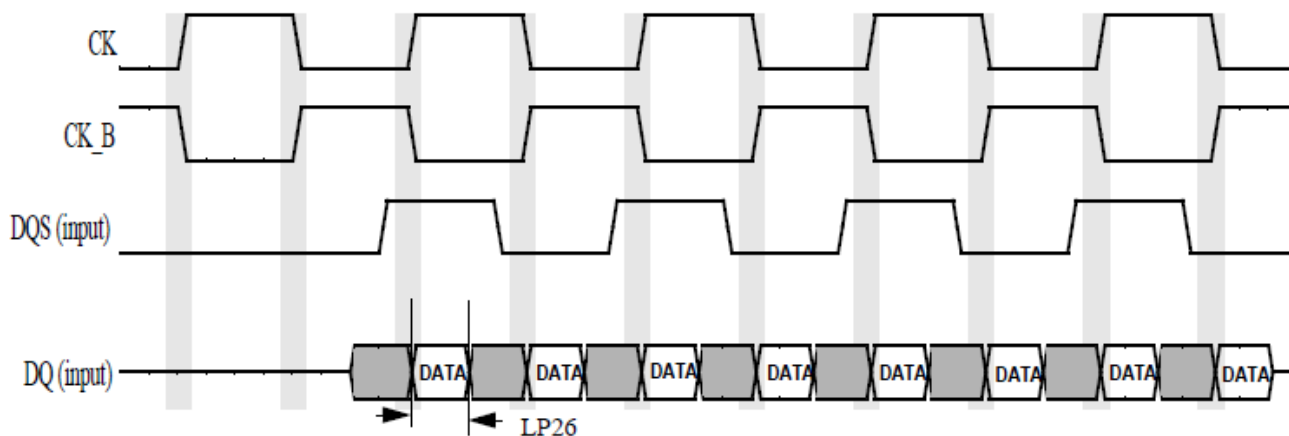 CK
CK_B
DQS (input)
DQ (input)
DATA DATA DATA DATA DATA DATA DATA DATA
LP26